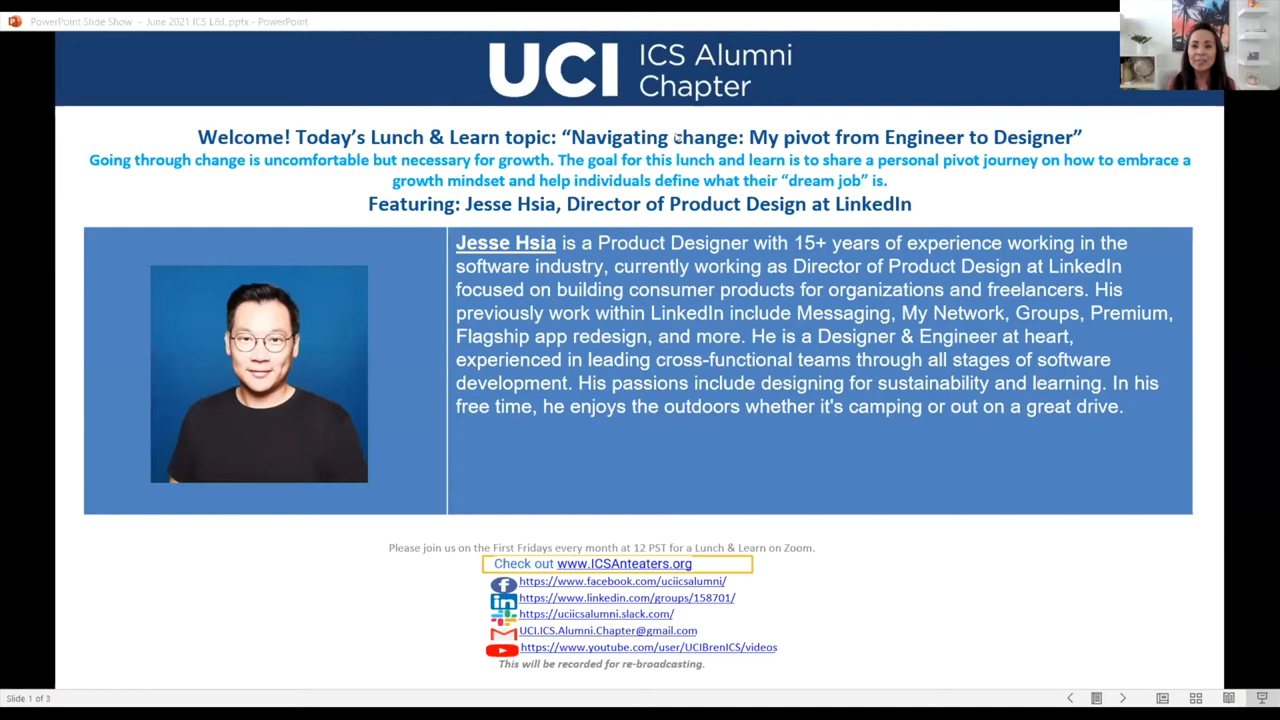 PowerPoint Slide Show - June 2021 ICS L&L.pptx - PowerPoint
UCI ICS Alumni
Chapter
Welcome! Today's Lunch & Learn topic: “Navigating change: My pivot from Engineer to Designer”
Going through change is uncomfortable but necessary for growth. The goal for this lunch and learn is to share a personal pivot journey on how to embrace a
growth mindset and help individuals define what their “dream job” is.
Featuring: Jesse Hsia, Director of Product Design at LinkedIn
Jesse Hsia is a Product Designer with 15+ years of experience working in the
software industry, currently working as Director of Product Design at LinkedIn
focused on building consumer products for organizations and freelancers. His
previously work within LinkedIn include Messaging, My Network, Groups, Premium,
Flagship app redesign, and more. He is a Designer & Engineer at heart,
experienced in leading cross-functional teams through all stages of software
development. His passions include designing for sustainability and learning. In his
free time, he enjoys the outdoors whether it's camping or out on a great drive.
Please join us on the First Fridays every month at 12 PST for a Lunch & Learn on Zoom.
Check out www.ICSAnteaters.org
https://www.facebook.com/uciicsalumni/
https://www.linkedin.com/groups/158701/
https://uciicsalumni.slack.com/
UCI.ICS.Alumni.Chapter@gmail.com
https://www.youtube.com/user/UCIBrenICS/videos
This will be recorded for re-broadcasting.
Slide 1 of 3